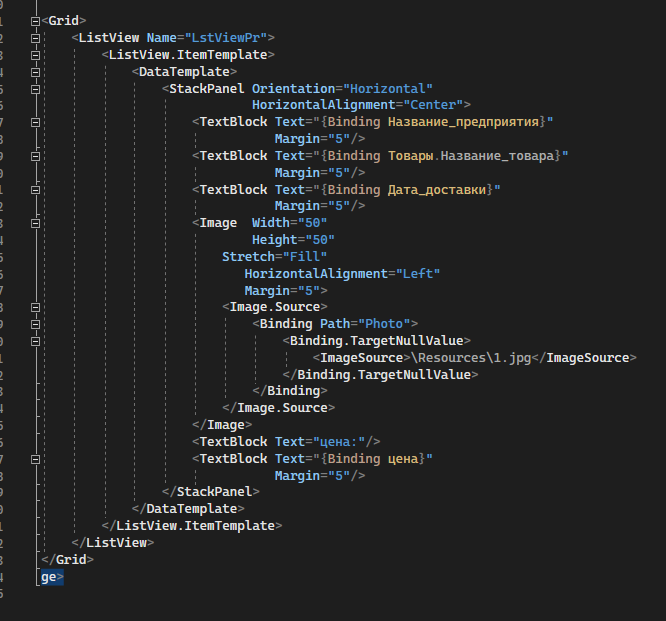 <Grid>
<ListView Name="LstViewPr">
<ListView.ItemTemplate>
<DataTemplate>
<StackPanel Orientation="Horizontal"
HorizontalAlignment="Center">
<TextBlock Text="{Binding Название_предприятия}"
Margin="5"/>
<TextBlock Text="{Binding Товары.Название_товара}"
Margin="5"/>
<TextBlock Text="{Binding Дата_доставки}"
Margin="5"/>
<Image Width="50"
Height="50"
Stretch="Fill"
HorizontalAlignment="Left"
Margin="5">
<Image.Source>
<Binding Path="Photo">
<Binding.TargetNullValue>
<ImageSource>\Resources\1.jpg</ImageSource>
</Binding.TargetNullValue>
</Binding>
</Image.Source>
</Image>
<TextBlock Text="цена:"/>
<TextBlock Text="{Binding цена}"
Margin="5"/>
</StackPanel>
</DataTemplate>
</ListView.ItemTemplate>
</ListView>
</Grid>
ge>